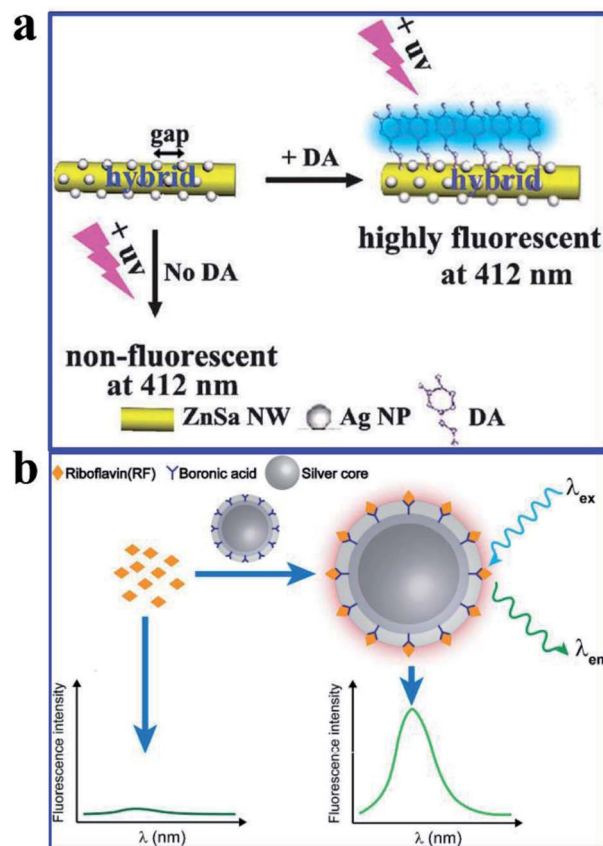 a
+ uv
gap
hybrid
+ DA
hybrid
+ uv
No DA
highly fluorescent
at 412 nm
non-fluorescent
at 412 nm
ZnSa NW
Ag NP
DA
b
Riboflavin(RF)
Boronic acid
Silver core
λex
λem
Fluorescence intensity
λ (nm)
Fluorescence intensity
λ (nm)